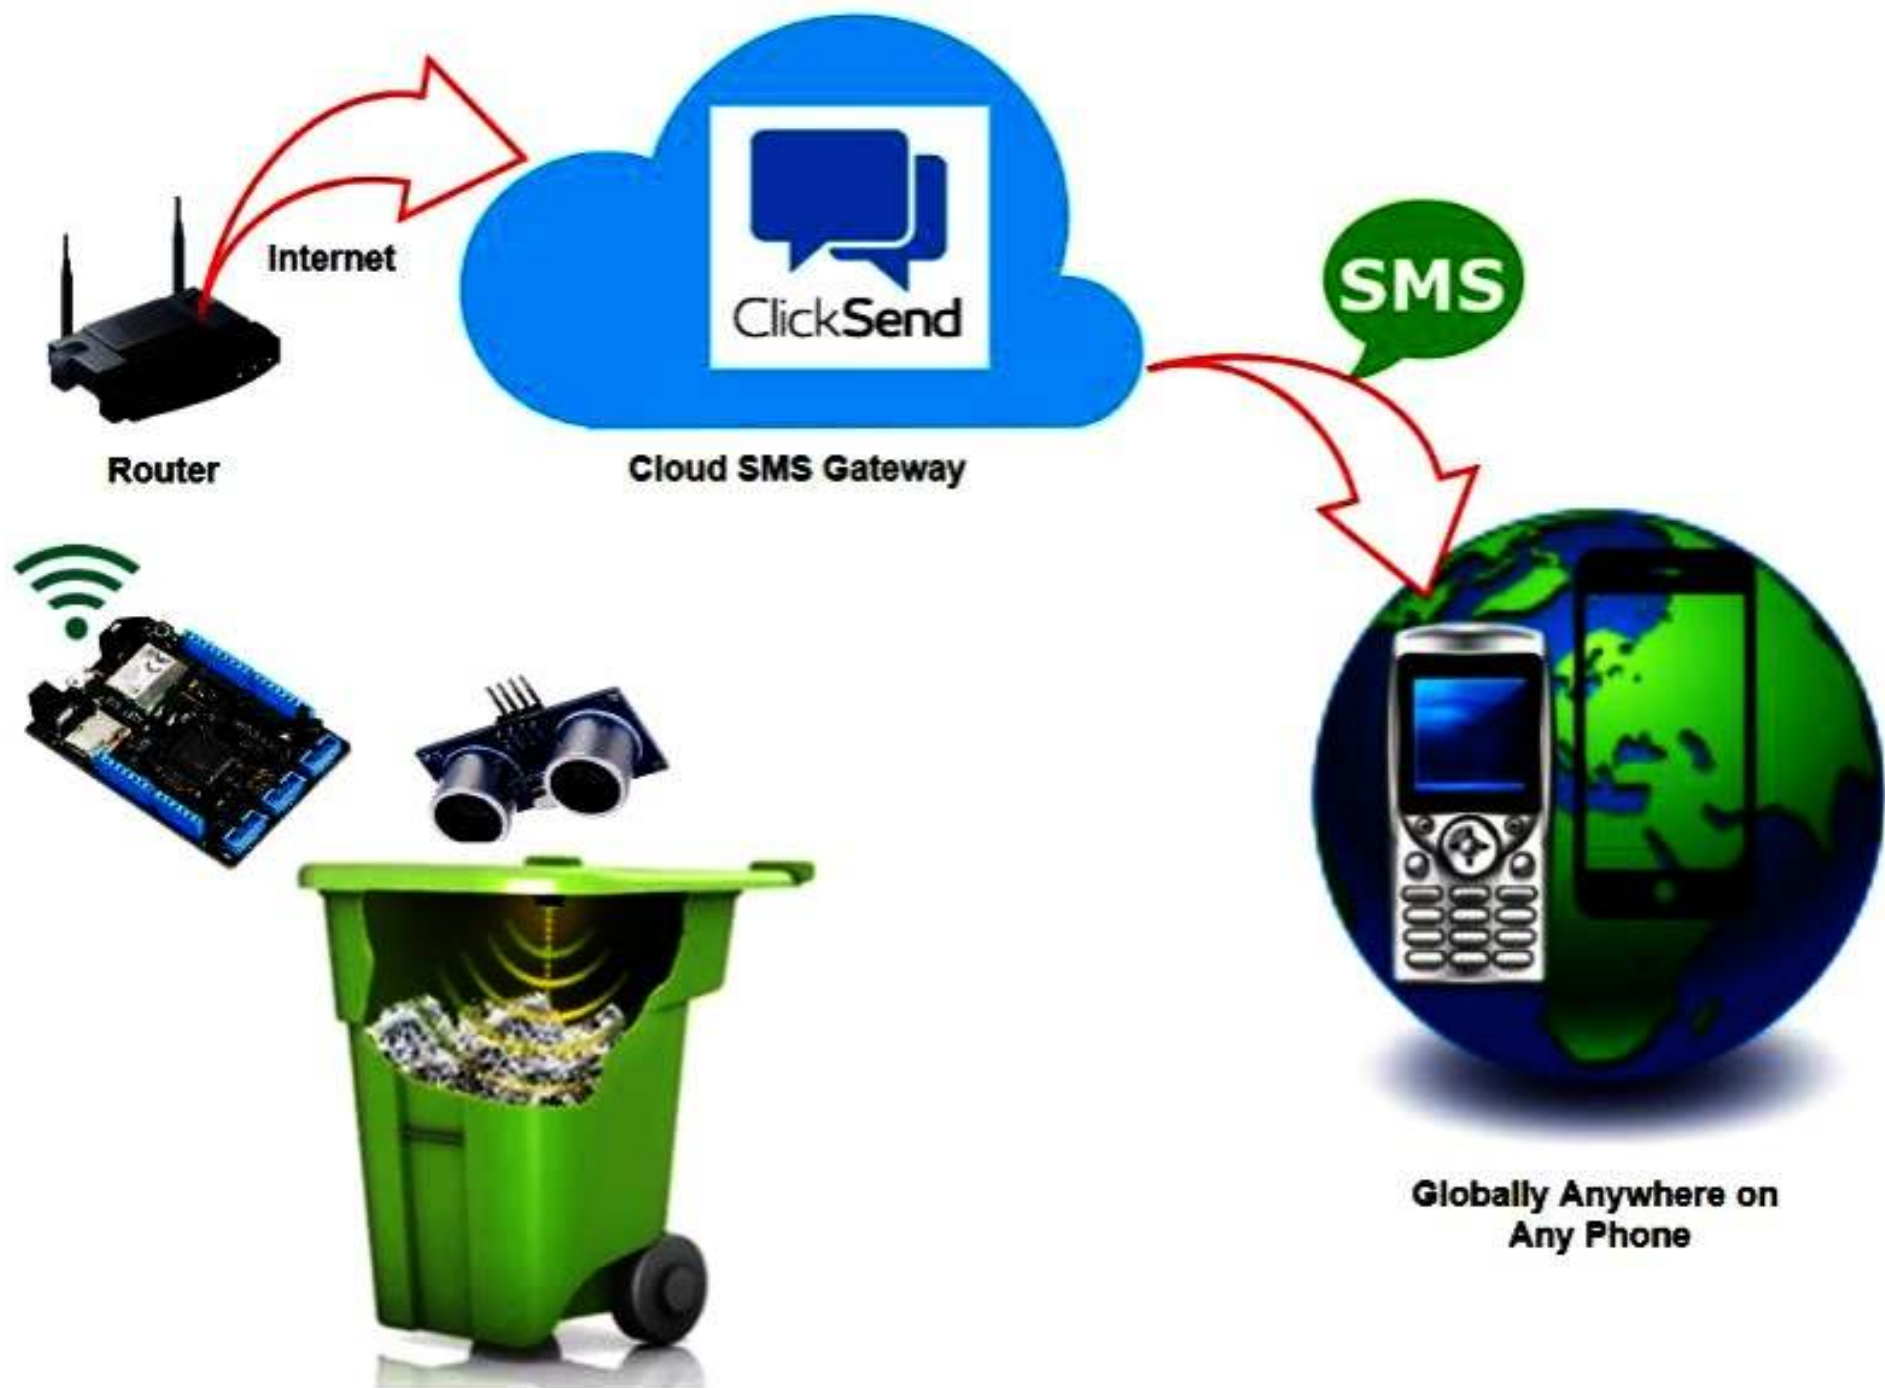 Internet
ClickSend
SMS
Router
Cloud SMS Gateway
Globally Anywhere on
Any Phone